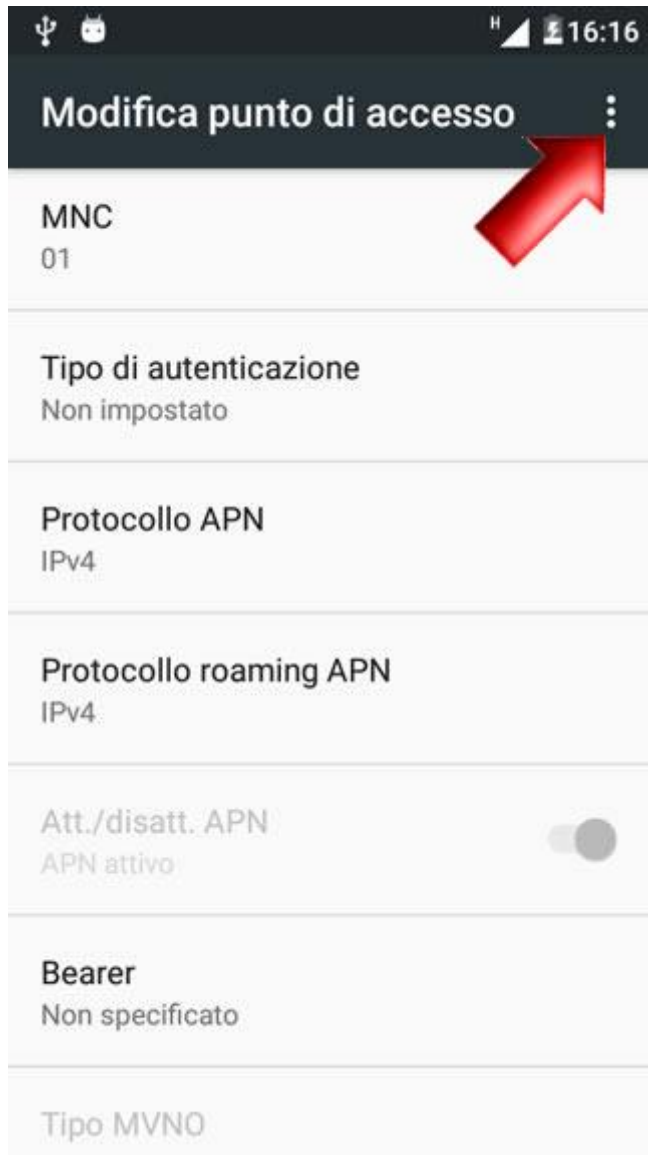 H 16:16
Modifica punto di accesso
MNC
01
Tipo di autenticazione
Non impostato
Protocollo APN
IPv4
Protocollo roaming APN
IPv4
Att./disatt. APN
APN attivo
Bearer
Non specificato
Tipo MVNO